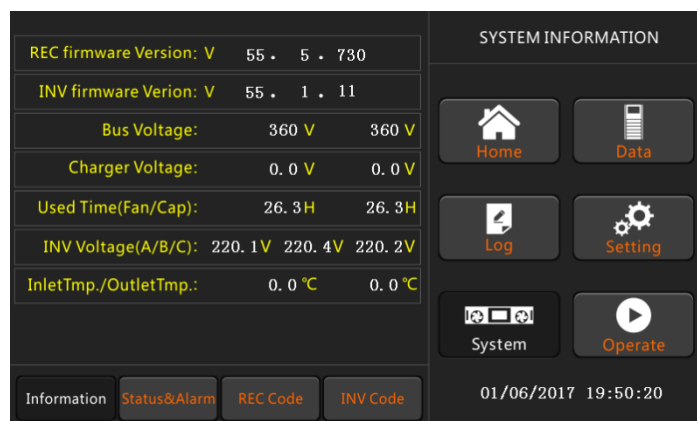 SYSTEM INFORMATION
REC firmware Version: V 55. 5. 730
INV firmware Verion: V 55. 1. 11
Bus Voltage: 360 V 360 V
Charger Voltage: 0.0 V 0.0 V
Used Time(Fan/Cap): 26.3H 26.3H
INV Voltage(A/B/C): 220.1V 220.4V 220.2V
InletTmp./OutletTmp.: 0.0 ℃ 0.0 ℃
Home Data
Log Setting
System Operate
Information Status&Alarm REC Code INV Code
01/06/2017 19:50:20